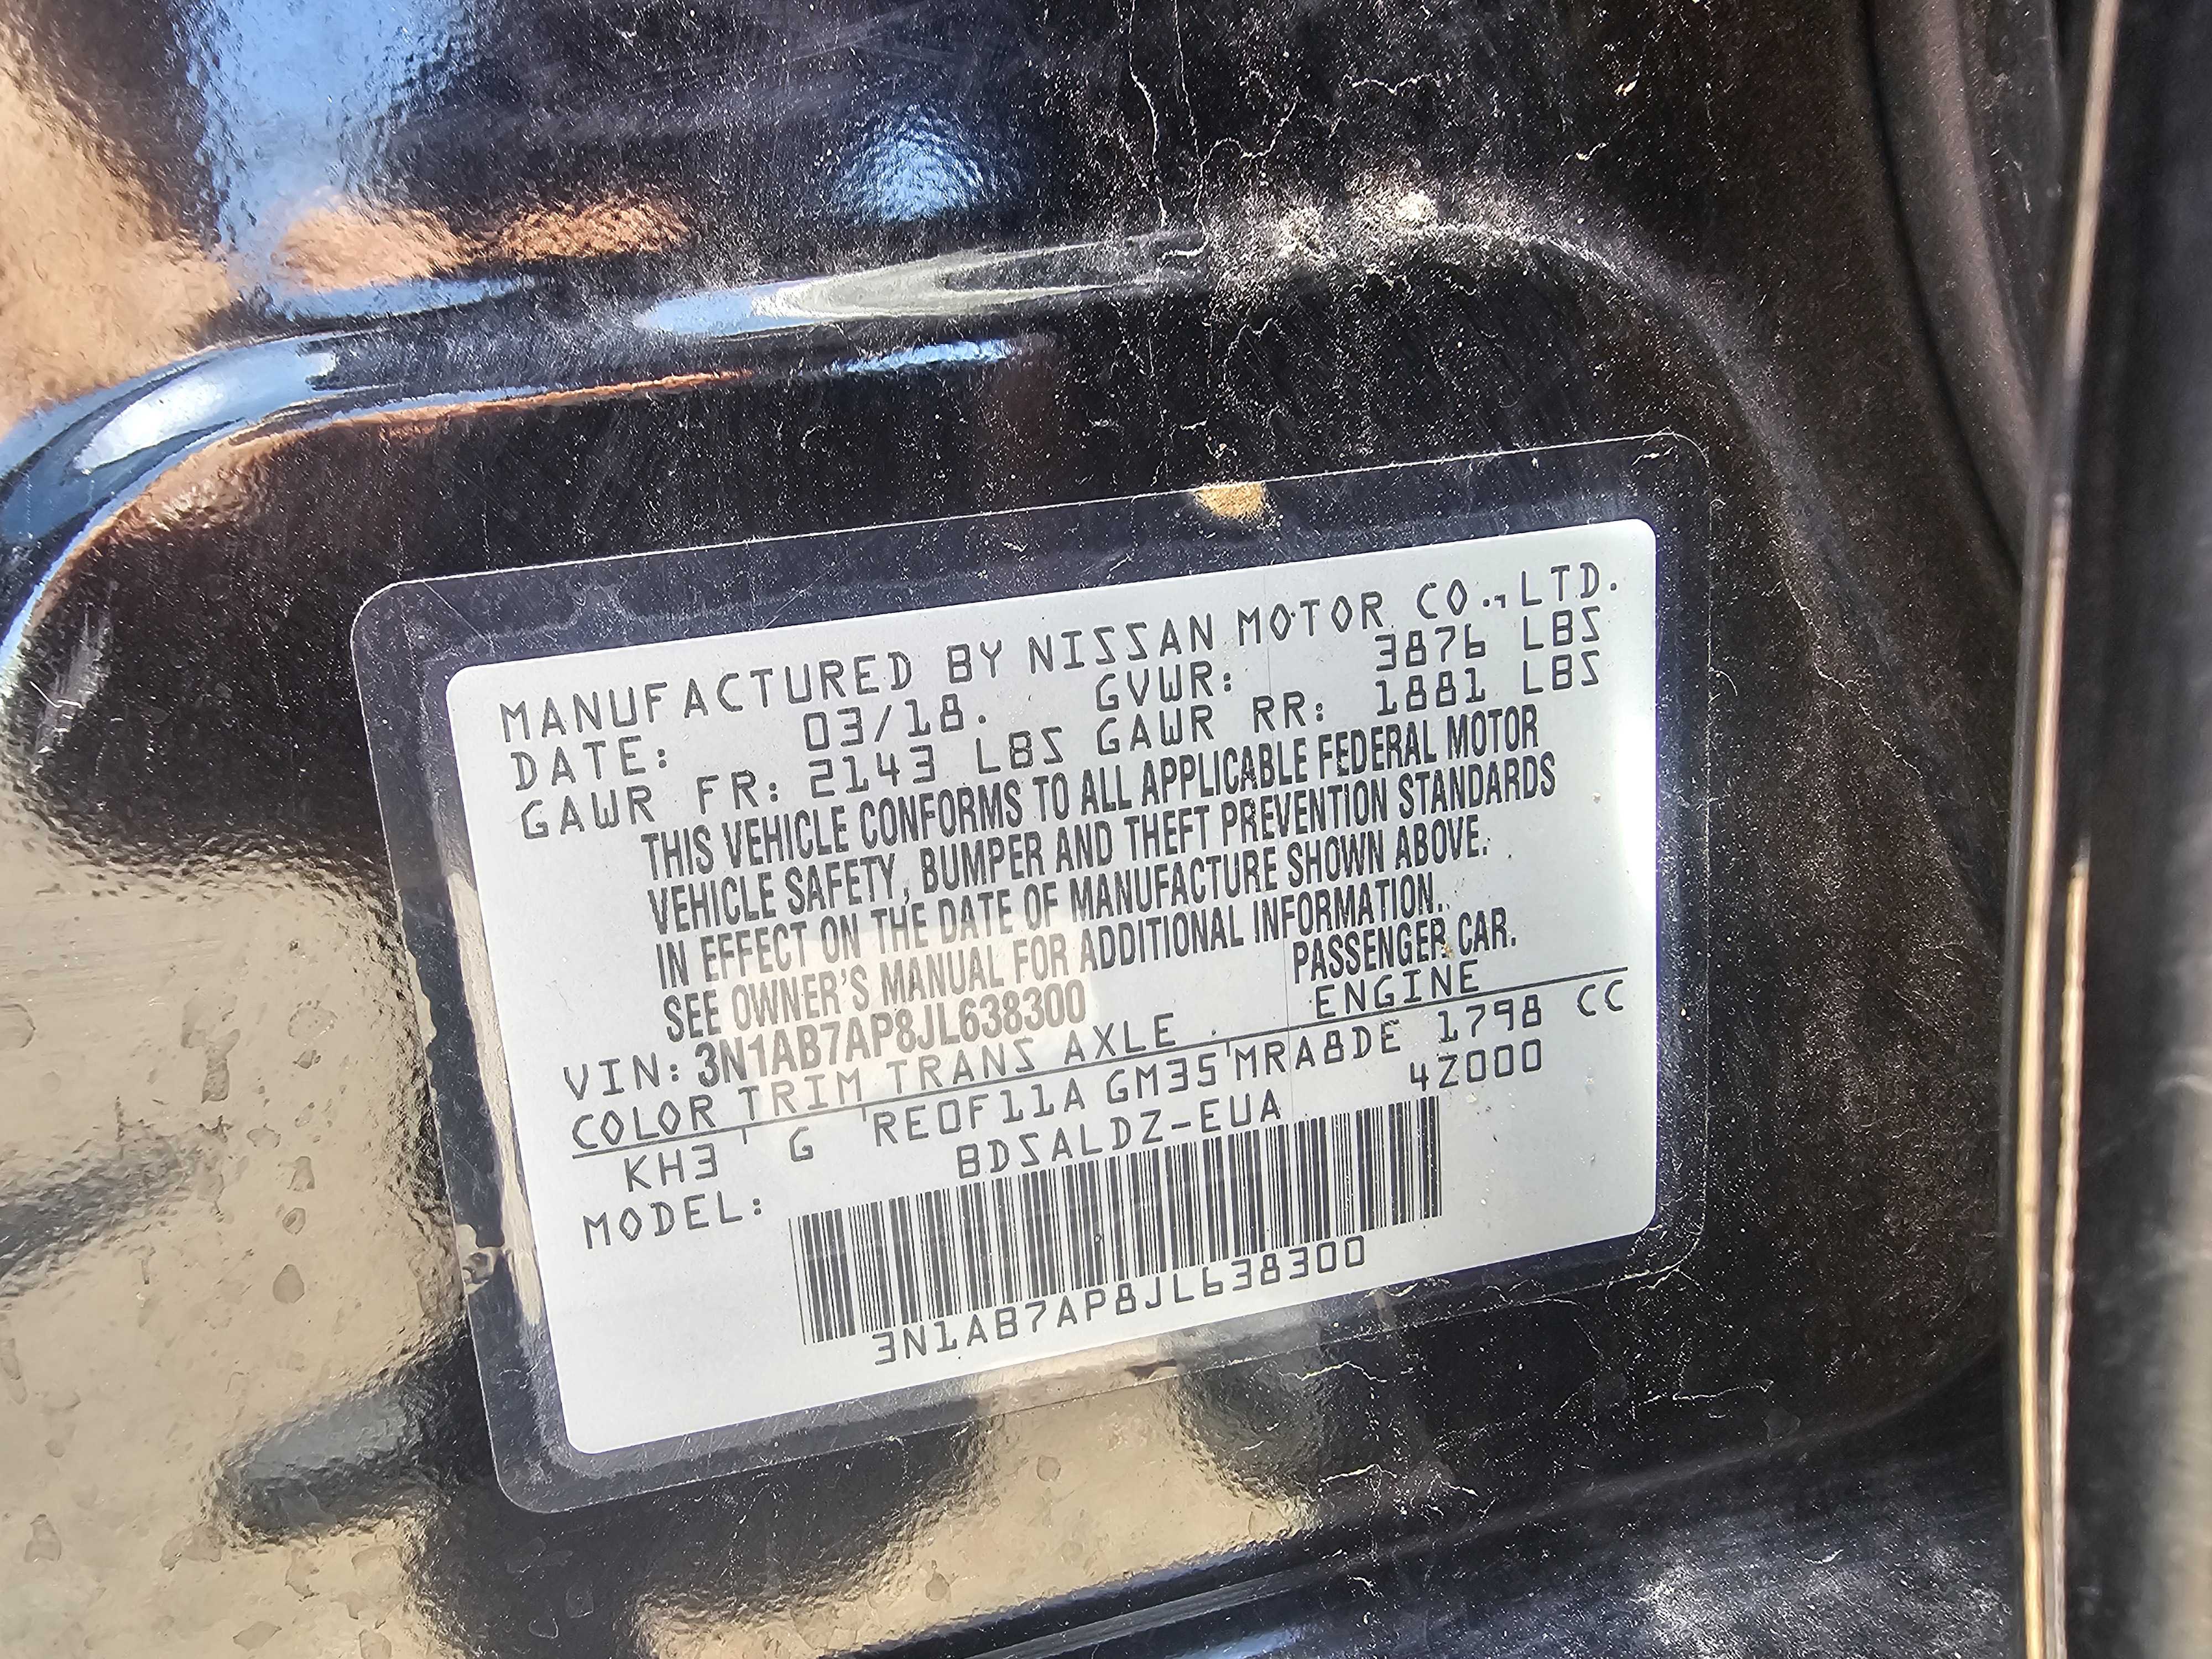 MANUFACTURED BY NISSAN MOTOR CO.,LTD.
DATE: 03/18. GVWR: 3876 LBS
GAWR FR: 2143 LBS GAWR RR: 1881 LBS
THIS VEHICLE CONFORMS TO ALL APPLICABLE FEDERAL MOTOR
VEHICLE SAFETY, BUMPER AND THEFT PREVENTION STANDARDS
IN EFFECT ON THE DATE OF MANUFACTURE SHOWN ABOVE.
SEE OWNER'S MANUAL FOR ADDITIONAL INFORMATION.
VIN: 3N1AB7AP8JL638300 PASSENGER CAR.
COLOR TRIM TRANS AXLE ENGINE
KH3 G RE0F11A GM35 MRA8DE 1798 CC
MODEL: BDSALDZ-EUA 4Z000
3N1AB7AP8JL638300